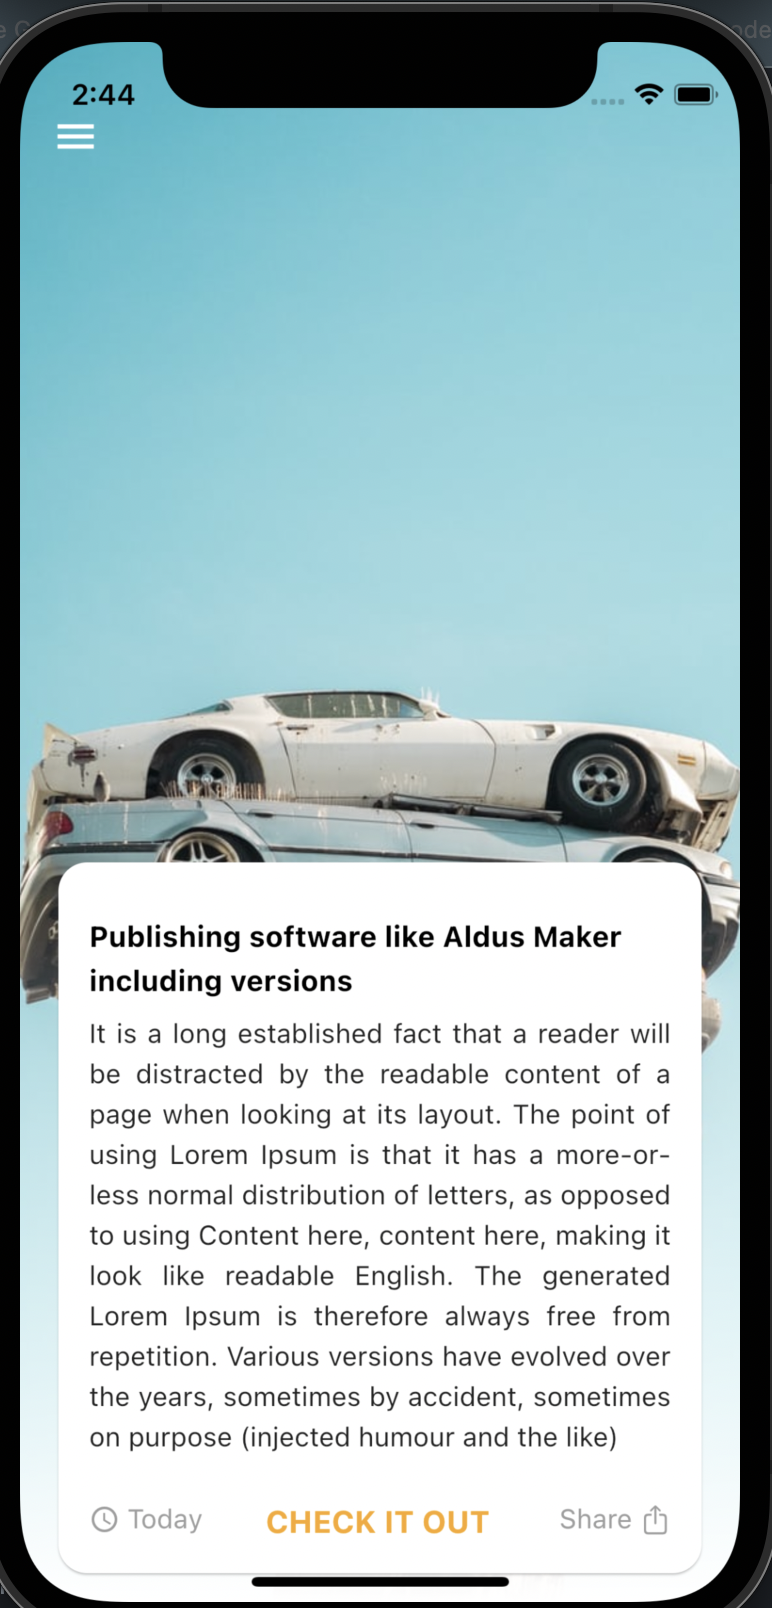 2:44
Publishing software like Aldus Maker
including versions
It is a long established fact that a reader will
be distracted by the readable content of a
page when looking at its layout. The point of
using Lorem Ipsum is that it has a more-or-
less normal distribution of letters, as opposed
to using Content here, content here, making it
look like readable English. The generated
Lorem Ipsum is therefore always free from
repetition. Various versions have evolved over
the years, sometimes by accident, sometimes
on purpose (injected humour and the like)
Today CHECK IT OUT Share